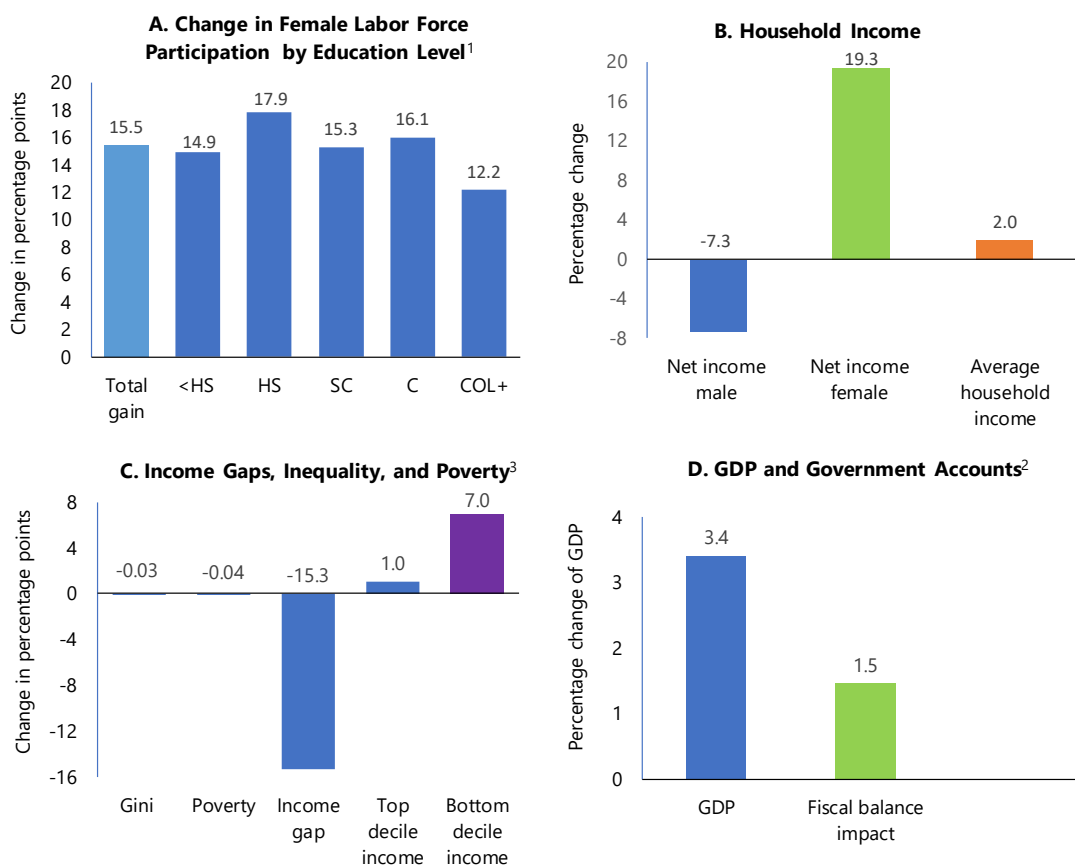 A. Change in Female Labor Force
Participation by Education Level¹
Change in percentage points
20
18
16
14
12
10
8
6
4
2
0
15.5
14.9
17.9
15.3
16.1
12.2
Total
gain
<HS
HS
SC
C
COL+
B. Household Income
Percentage change
20
16
12
8
4
0
-4
-8
-7.3
19.3
2.0
Net income
male
Net income
female
Average
household
income
C. Income Gaps, Inequality, and Poverty³
Change in percentage points
8
4
0
-4
-8
-12
-16
-0.03
-0.04
-15.3
1.0
7.0
Gini
Poverty
Income
gap
Top
decile
income
Bottom
decile
income
D. GDP and Government Accounts²
Percentage change of GDP
4
3
2
1
0
3.4
1.5
GDP
Fiscal balance
impact